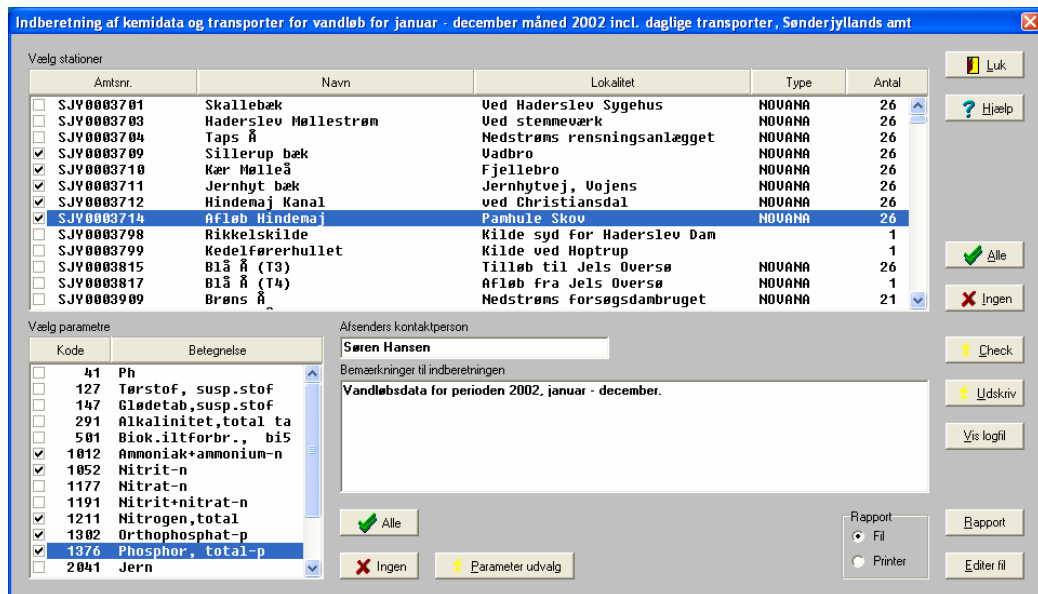 Indberetning af kemidata og transporter for vandløb for januar - december måned 2002 incl. daglige transporter, Sønderjyllands amt
Vælg stationer
Amtsnr. Navn Lokalitet Type Antal
SJY0003701 Skallebæk Ved Haderslev Sygehus NOVANA 26
SJY0003703 Haderslev Møllestrøm Ved stemmeværk NOVANA 26
SJY0003704 Taps Å Nedstrøms rensningsanlægget NOVANA 26
SJY0003709 Sillerup bæk Vadbro NOVANA 26
SJY0003710 Kær Mølleå Fjellebro NOVANA 26
SJY0003711 Jernhyt bæk Jernhytvej, Vojens NOVANA 26
SJY0003712 Hindemaj Kanal ved Christiansdal NOVANA 26
SJY0003714 Afløb Hindemaj Pamhule Skov NOVANA 26
SJY0003798 Rikkelskilde Kilde syd for Haderslev Dam 1
SJY0003799 Kedelførerhullet Kilde ved Hoptrup 1
SJY0003815 Blå Å (T3) Tilløb til Jels Oversø NOVANA 26
SJY0003817 Blå Å (T4) Afløb fra Jels Oversø NOVANA 1
SJY0003909 Brøns Å Nedstrøms forsøgsdambruget NOVANA 21
Luk
Hjælp
Alle
Ingen
Vælg parametre
Kode Betegnelse
41 Ph
127 Tørstof, susp.stof
147 Glødetab,susp.stof
291 Alkalinitet,total ta
501 Biok.iltforbr., bi5
1012 Ammoniak+ammonium-n
1052 Nitrit-n
1177 Nitrat-n
1191 Nitrit+nitrat-n
1211 Nitrogen,total
1302 Orthophosphat-p
1376 Phosphor, total-p
2041 Jern
Afsenders kontaktperson
Søren Hansen
Bemærkninger til indberetningen
Vandløbsdata for perioden 2002, januar - december.
Check
Udskriv
Vis logfil
Alle
Ingen
Parameter udvalg
Rapport
Fil
Printer
Rapport
Editer fil